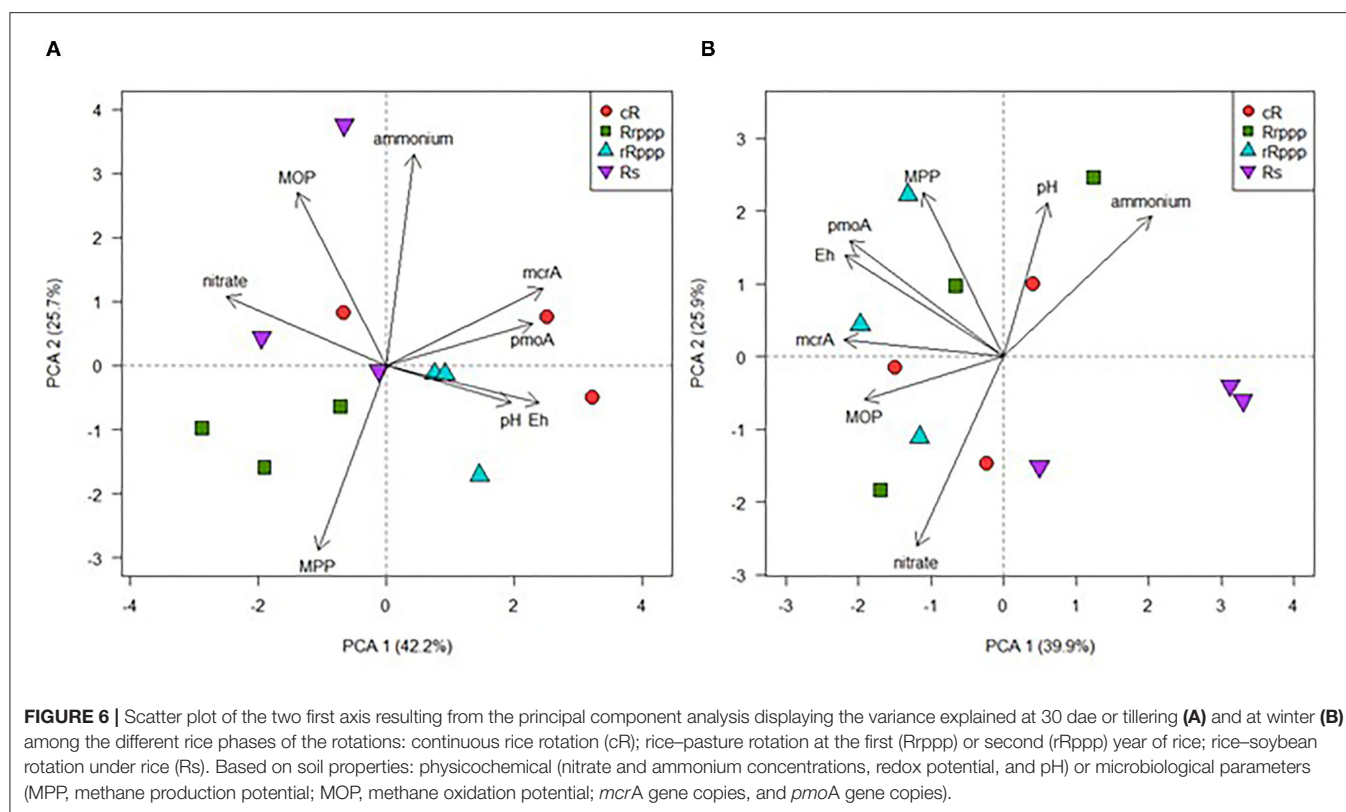 A
B
cR
Rrppp
rRppp
Rs
cR
Rrppp
rRppp
Rs
ammonium
MOP
nitrate
mcrA
pmoA
pH Eh
MPP
MPP
pH
ammonium
pmoA
Eh
mcrA
MOP
nitrate
PCA 2 (25.7%)
4
3
2
1
0
-1
-2
-3
-4
-2
0
2
4
PCA 1 (42.2%)
PCA 2 (25.9%)
3
2
1
0
-1
-2
-3
-3
-2
-1
0
1
2
3
4
PCA 1 (39.9%)
FIGURE 6 | Scatter plot of the two first axis resulting from the principal component analysis displaying the variance explained at 30 dae or tillering (A) and at winter (B)
among the different rice phases of the rotations: continuous rice rotation (cR); rice–pasture rotation at the first (Rrppp) or second (rRppp) year of rice; rice–soybean
rotation under rice (Rs). Based on soil properties: physicochemical (nitrate and ammonium concentrations, redox potential, and pH) or microbiological parameters
(MPP, methane production potential; MOP, methane oxidation potential; mcrA gene copies, and pmoA gene copies).